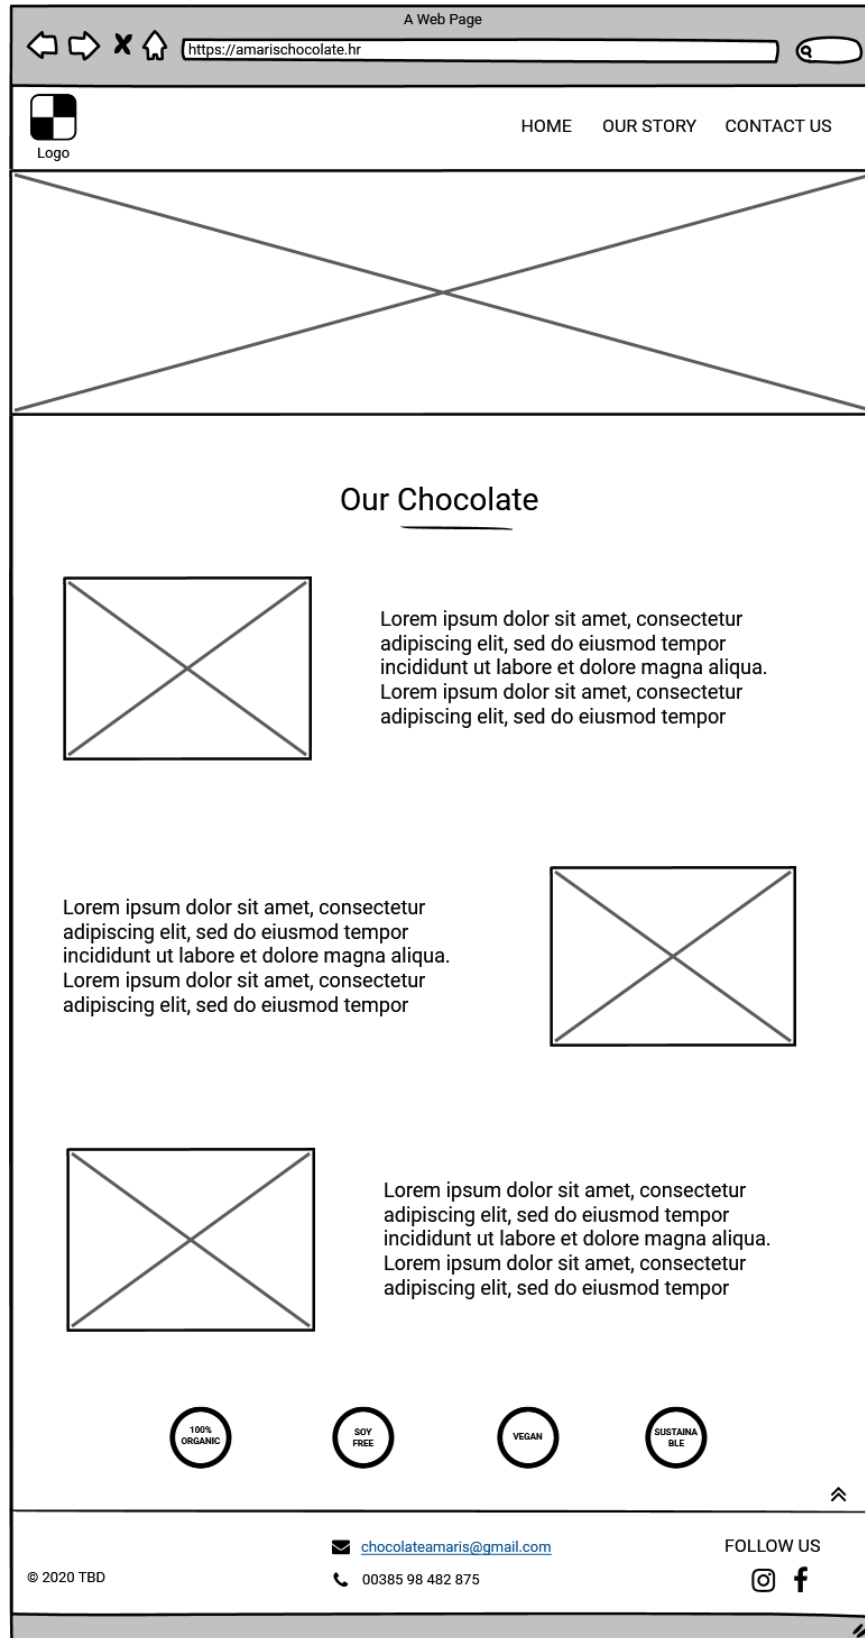 A Web Page
https://amarischocolate.hr
HOME OUR STORY CONTACT US
Logo
Our Chocolate
Lorem ipsum dolor sit amet, consectetur
adipiscing elit, sed do eiusmod tempor
incididunt ut labore et dolore magna aliqua.
Lorem ipsum dolor sit amet, consectetur
adipiscing elit, sed do eiusmod tempor
Lorem ipsum dolor sit amet, consectetur
adipiscing elit, sed do eiusmod tempor
incididunt ut labore et dolore magna aliqua.
Lorem ipsum dolor sit amet, consectetur
adipiscing elit, sed do eiusmod tempor
Lorem ipsum dolor sit amet, consectetur
adipiscing elit, sed do eiusmod tempor
incididunt ut labore et dolore magna aliqua.
Lorem ipsum dolor sit amet, consectetur
adipiscing elit, sed do eiusmod tempor
100%
ORGANIC
SOY
FREE
VEGAN
SUSTAINA
BLE
chocolateamaris@gmail.com
FOLLOW US
© 2020 TBD
00385 98 482 875